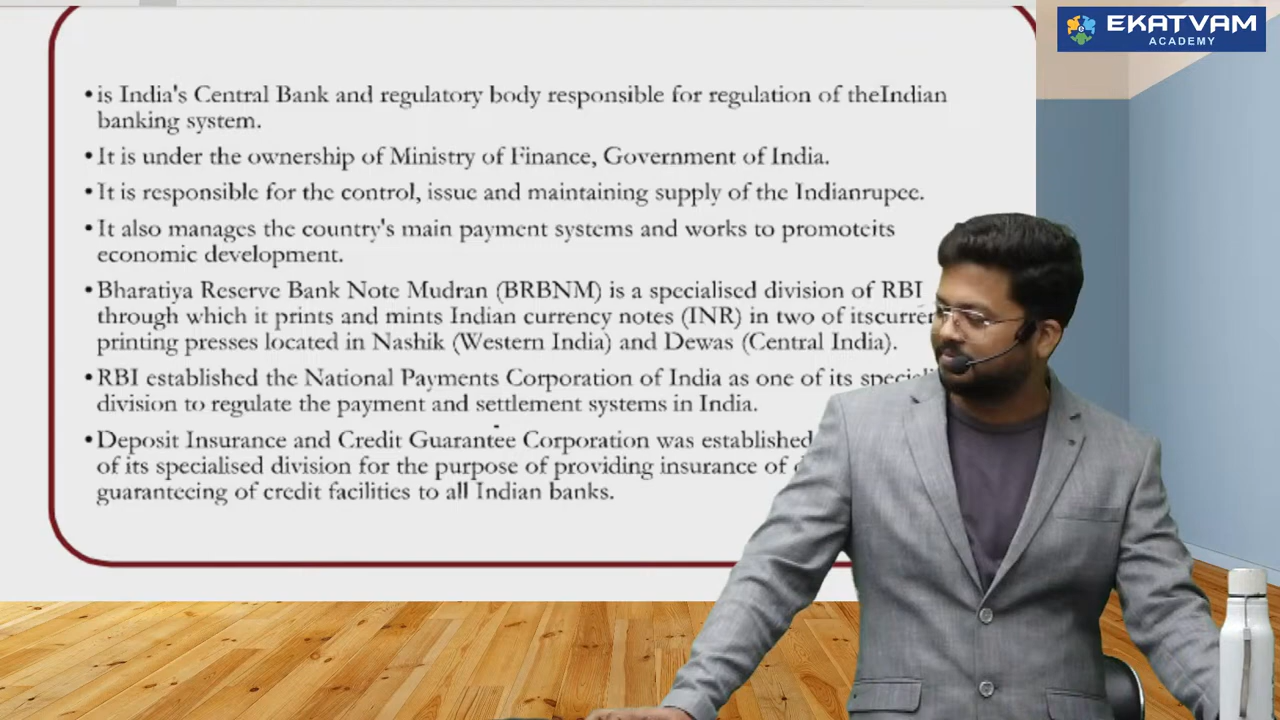 EKATVAM
ACADEMY
• is India's Central Bank and regulatory body responsible for regulation of theIndian
banking system.
• It is under the ownership of Ministry of Finance, Government of India.
• It is responsible for the control, issue and maintaining supply of the Indianrupee.
• It also manages the country's main payment systems and works to promoteits
economic development.
• Bharatiya Reserve Bank Note Mudran (BRBNM) is a specialised division of RBI
through which it prints and mints Indian currency notes (INR) in two of
printing presses located in Nashik (Western India) and Dewas (Central India).
• RBI established the National Payments Corporation of India as one of its
division to regulate the payment and settlement systems in India.
• Deposit Insurance and Credit Guarantee Corporation was established
of its specialised division for the purpose of providing insurance of
guaranteeing of credit facilities to all Indian banks.